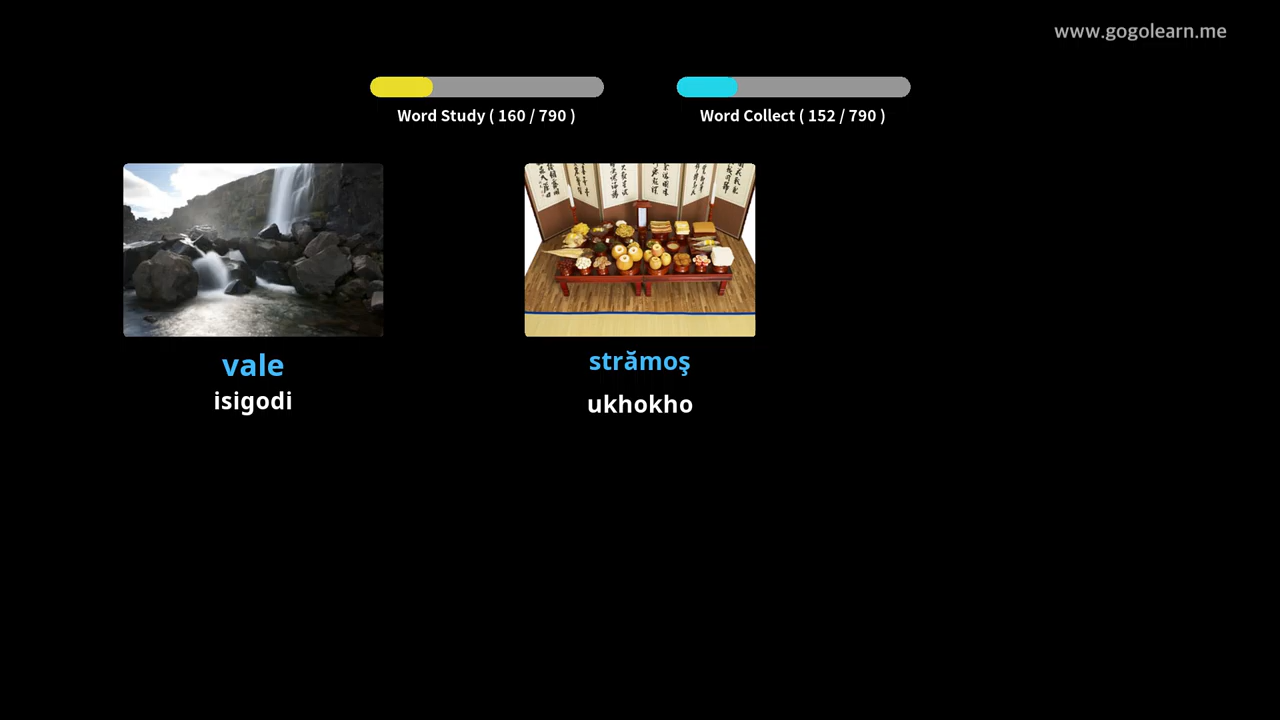 www.gogolearn.me
Word Study ( 160 / 790 )
Word Collect ( 152 / 790 )
vale
isigodi
strămoş
ukhokho